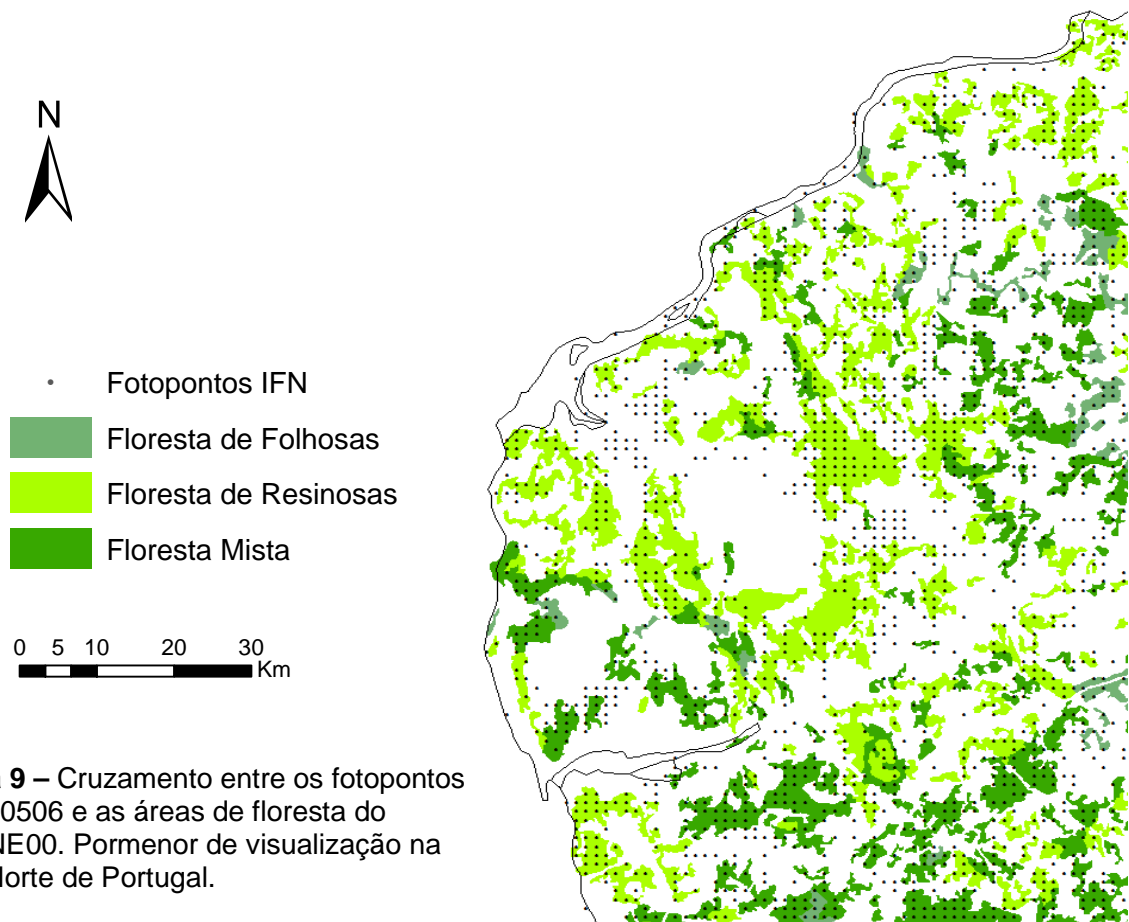 N
Fotopontos IFN
Floresta de Folhosas
Floresta de Resinosas
Floresta Mista
0 5 10 20 30
Km
9 – Cruzamento entre os fotopontos
0506 e as áreas de floresta do
NE00. Pormenor de visualização na
Norte de Portugal.